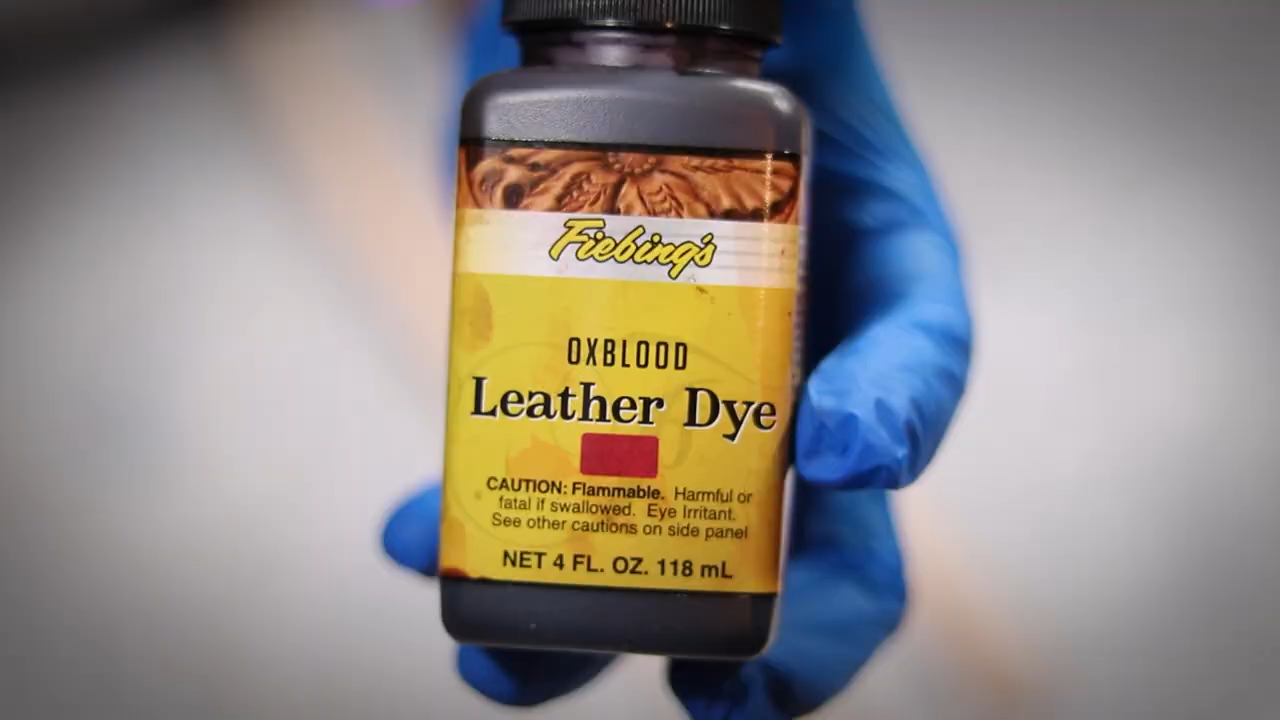 Fiebing's
OXBLOOD
Leather Dye
CAUTION: Flammable. Harmful or
fatal if swallowed. Eye Irritant.
See other cautions on side panel
NET 4 FL. OZ. 118 mL